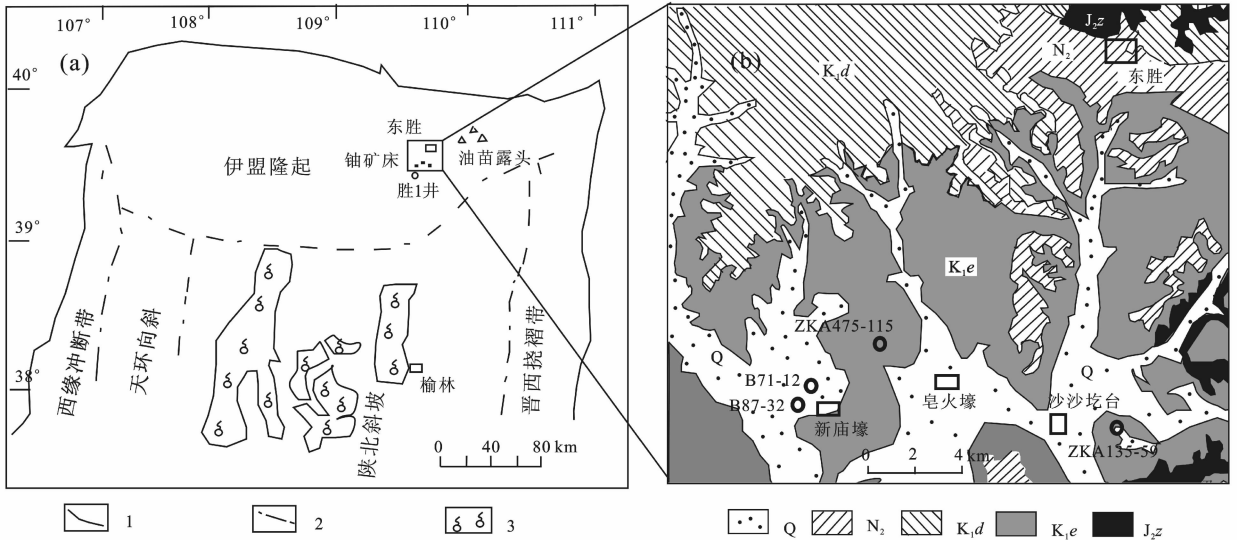 107°
108°
109°
110°
111°
(a)
40°
39°
38°
东胜
铀矿床
油苗露头
胜1井
伊盟隆起
西缘冲断带
天环向斜
陕北斜坡
榆林
晋西挠褶带
0 40 80 km
1
2
3
(b)
J₂z
N₂
东胜
K₁d
K₁e
ZKA475-115
Q
B71-12
B87-32
新庙壕
皂火壕
Q
沙沙圪台
ZKA135-59
0 2 4 km
Q
N₂
K₁d
K₁e
J₂z